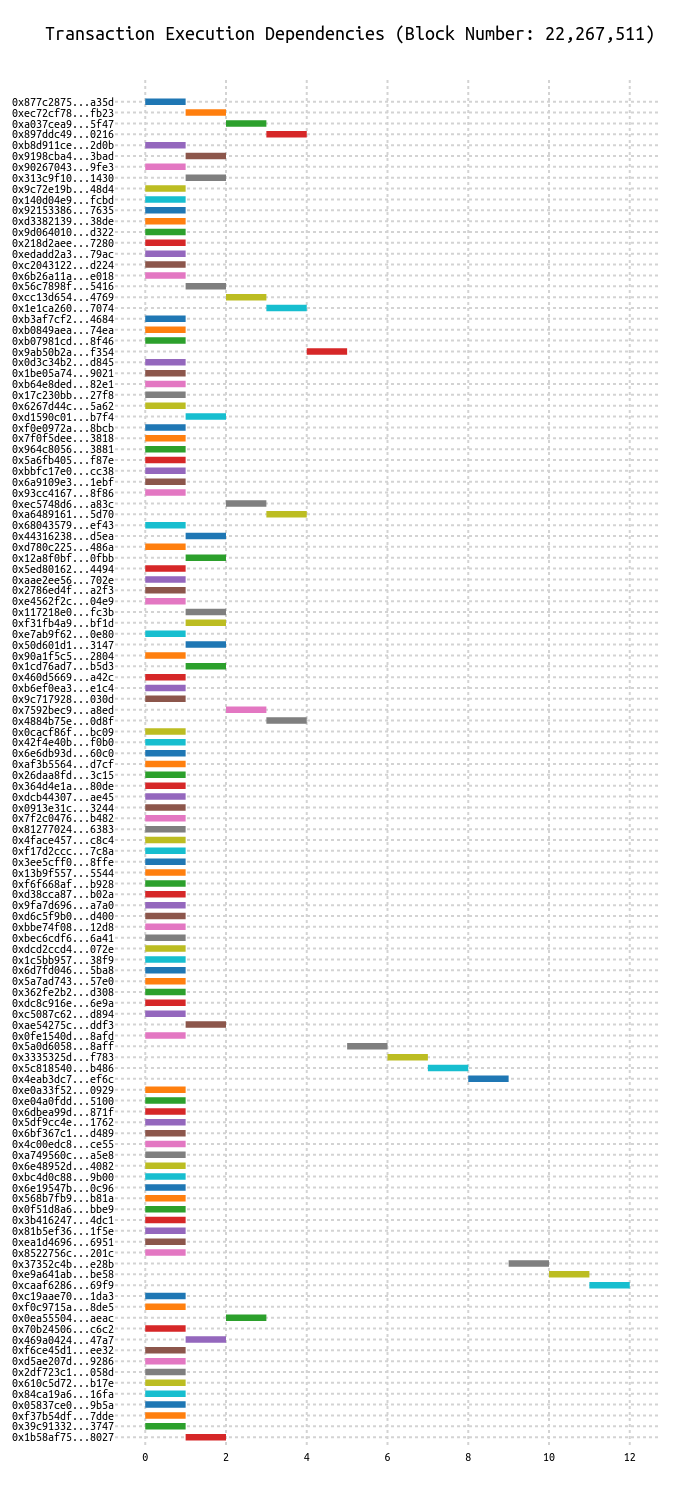 Transaction Execution Dependencies (Block Number: 22,267,511)
0x877c2875...a35d
0xec72cf78...fb23
0xa037cea9...5f47
0x897ddc49...0216
0xb8d911ce...2d0b
0x9198cba4...3bad
0x90267043...9fe3
0x313c9f10...1430
0x9c72e19b...48d4
0x140d04e9...fcbd
0x92153386...7635
0xd3382139...38de
0x9d064010...d322
0x218d2aee...7280
0xedadd2a3...79ac
0xc2043122...d224
0x6b26a11a...e018
0x56c7898f...5416
0xcc13d654...4769
0x1e1ca260...7074
0xb3af7cf2...4684
0xb0849aea...74ea
0xb07981cd...8f46
0x9ab50b2a...f354
0x0d3c34b2...d845
0x1be05a74...9021
0xb64e8ded...82e1
0x17c230bb...27f8
0x6267d44c...5a62
0xd1590c01...b7f4
0xf0e0972a...8bcb
0x7f0f5dee...3818
0x964c8056...3881
0x5a6fb405...f87e
0xbbfc17e0...cc38
0x6a9109e3...1ebf
0x93cc4167...8f86
0xec5748d6...a83c
0xa6489161...5d70
0x68043579...ef43
0x44316238...d5ea
0xd780c225...486a
0x12a8f0bf...0fbb
0x5ed80162...4494
0xaae2ee56...702e
0x2786ed4f...a2f3
0xe4562f2c...04e9
0x117218e0...fc3b
0xf31fb4a9...bf1d
0xe7ab9f62...0e80
0x50d601d1...3147
0x90a1f5c5...2804
0x1cd76ad7...b5d3
0x460d5669...a42c
0xb6ef0ea3...e1c4
0x9c717928...030d
0x7592bec9...a8ed
0x4884b75e...0d8f
0x0cacf86f...bc09
0x42f4e40b...f0b0
0x6e6db93d...60c0
0xaf3b5564...d7cf
0x26daa8fd...3c15
0x364d4e1a...80de
0xdcb44307...ae45
0x0913e31c...3244
0x7f2c0476...b482
0x81277024...6383
0x4face457...c8c4
0xf17d2ccc...7c8a
0x3ee5cff0...8ffe
0x13b9f557...5544
0xf6f668af...b928
0xd38cca87...b02a
0x9fa7d696...a7a0
0xd6c5f9b0...d400
0xbbe74f08...12d8
0xbec6cdf6...6a41
0xdcd2ccd4...072e
0x1c5bb957...38f9
0x6d7fd046...5ba8
0x5a7ad743...57e0
0x362fe2b2...d308
0xdc8c916e...6e9a
0xc5087c62...d894
0xae54275c...ddf3
0x0fe1540d...8afd
0x5a0d6058...8aff
0x3335325d...f783
0x5c818540...b486
0x4eab3dc7...ef6c
0xe0a33f52...0929
0xe04a0fdd...5100
0x6dbea99d...871f
0x5df9cc4e...1762
0x6bf367c1...d489
0x4c00edc8...ce55
0xa749560c...a5e8
0x6e48952d...4082
0xbc4d0c88...9b00
0x6e19547b...0c96
0x568b7fb9...b81a
0x0f51d8a6...bbe9
0x3b416247...4dc1
0x81b5ef36...1f5e
0xea1d4696...6951
0x8522756c...201c
0x37352c4b...e28b
0xe9a641ab...be58
0xcaaf6286...69f9
0xc19aae70...1da3
0xf0c9715a...8de5
0x0ea55504...aeac
0x70b24506...c6c2
0x469a0424...47a7
0xf6ce45d1...ee32
0xd5ae207d...9286
0x2df723c1...058d
0x610c5d72...b17e
0x84ca19a6...16fa
0x05837ce0...9b5a
0xf37b54df...7dde
0x39c91332...3747
0x1b58af75...8027
0 2 4 6 8 10 12